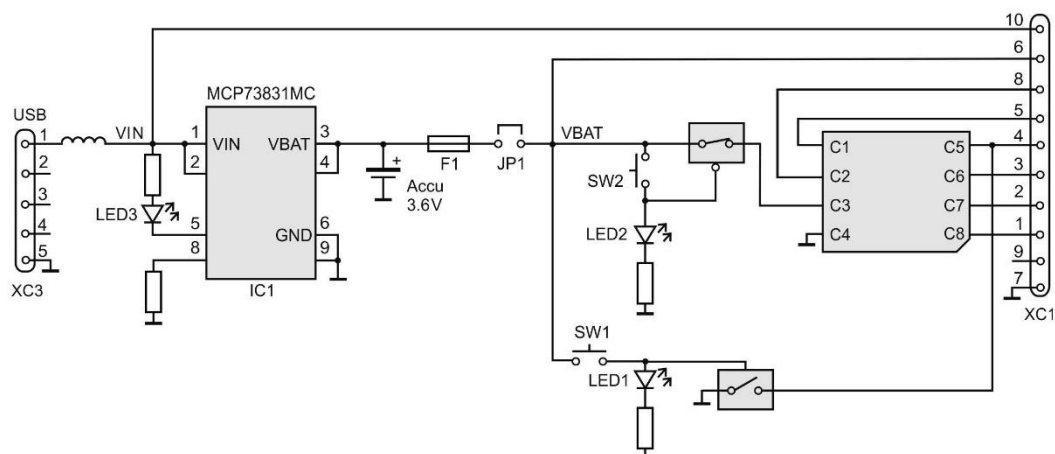 USB
1
2
3
4
5
XC3
VIN
LED3
MCP73831MC
1
2
5
8
VIN
VBAT
GND
3
4
6
9
IC1
+
Accu
3.6V
F1
JP1
VBAT
SW2
LED2
SW1
LED1
C1
C2
C3
C4
C5
C6
C7
C8
10
6
8
5
4
3
2
1
9
7
XC1